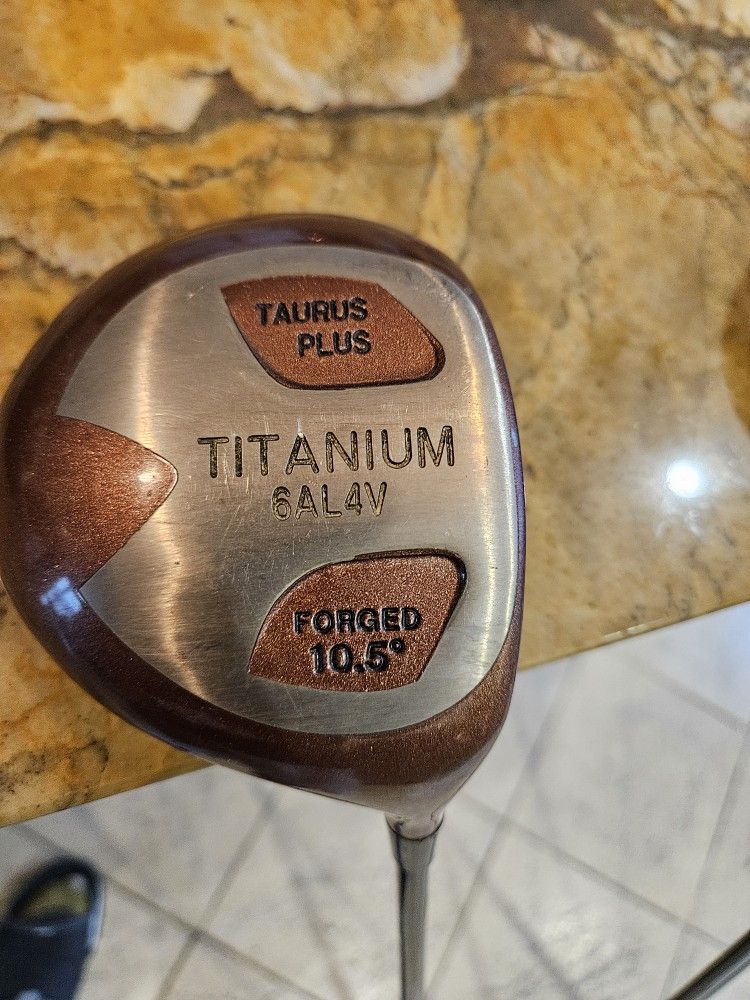 TAURUS
PLUS
TITANIUM
6AL4V
FORGED
10.5°